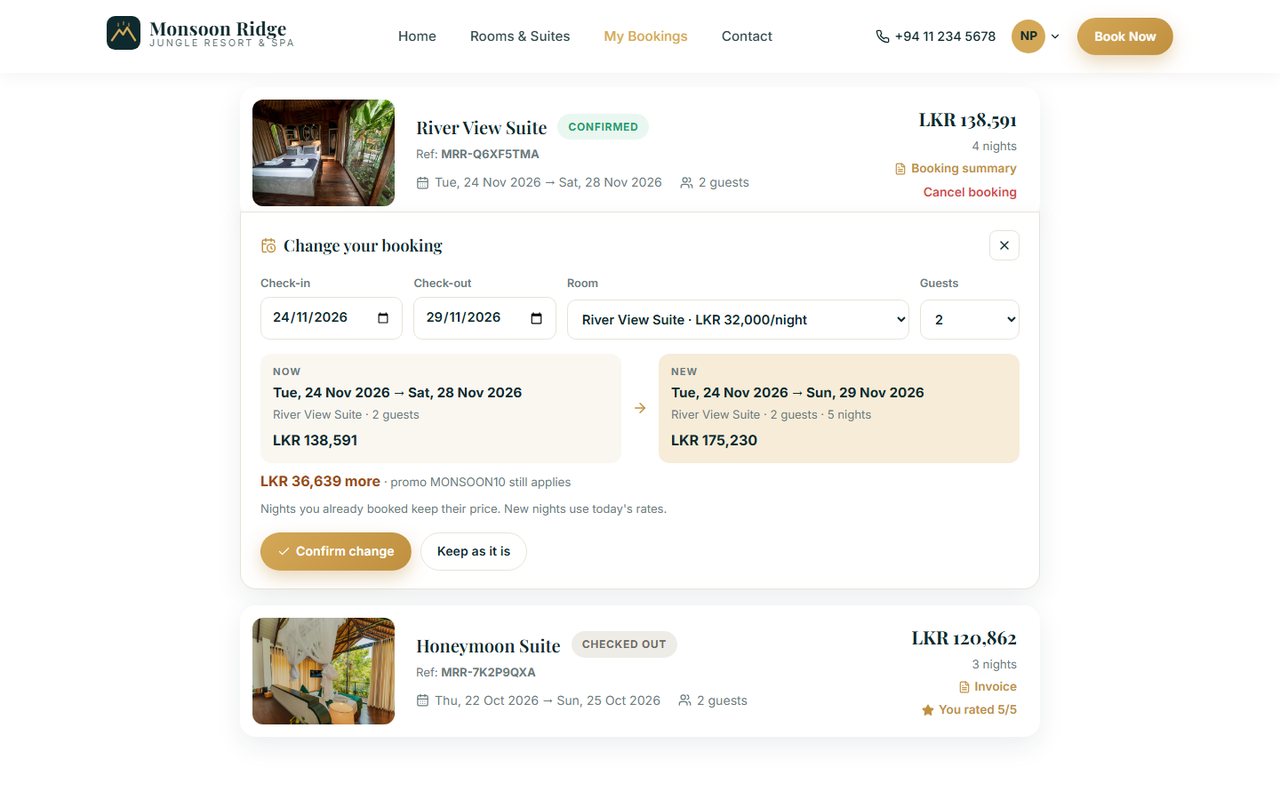 Monsoon Ridge
JUNGLE RESORT & SPA
Home
Rooms & Suites
My Bookings
Contact
+94 11 234 5678
NP
Book Now
River View Suite
CONFIRMED
Ref: MRR-Q6XF5TMA
Tue, 24 Nov 2026 → Sat, 28 Nov 2026
2 guests
LKR 138,591
4 nights
Booking summary
Cancel booking
Change your booking
Check-in
Check-out
Room
Guests
24/11/2026
29/11/2026
River View Suite · LKR 32,000/night
2
NOW
Tue, 24 Nov 2026 → Sat, 28 Nov 2026
River View Suite · 2 guests
LKR 138,591
→
NEW
Tue, 24 Nov 2026 → Sun, 29 Nov 2026
River View Suite · 2 guests · 5 nights
LKR 175,230
LKR 36,639 more · promo MONSOON10 still applies
Nights you already booked keep their price. New nights use today's rates.
Confirm change
Keep as it is
Honeymoon Suite
CHECKED OUT
Ref: MRR-7K2P9QXA
Thu, 22 Oct 2026 → Sun, 25 Oct 2026
2 guests
LKR 120,862
3 nights
Invoice
You rated 5/5